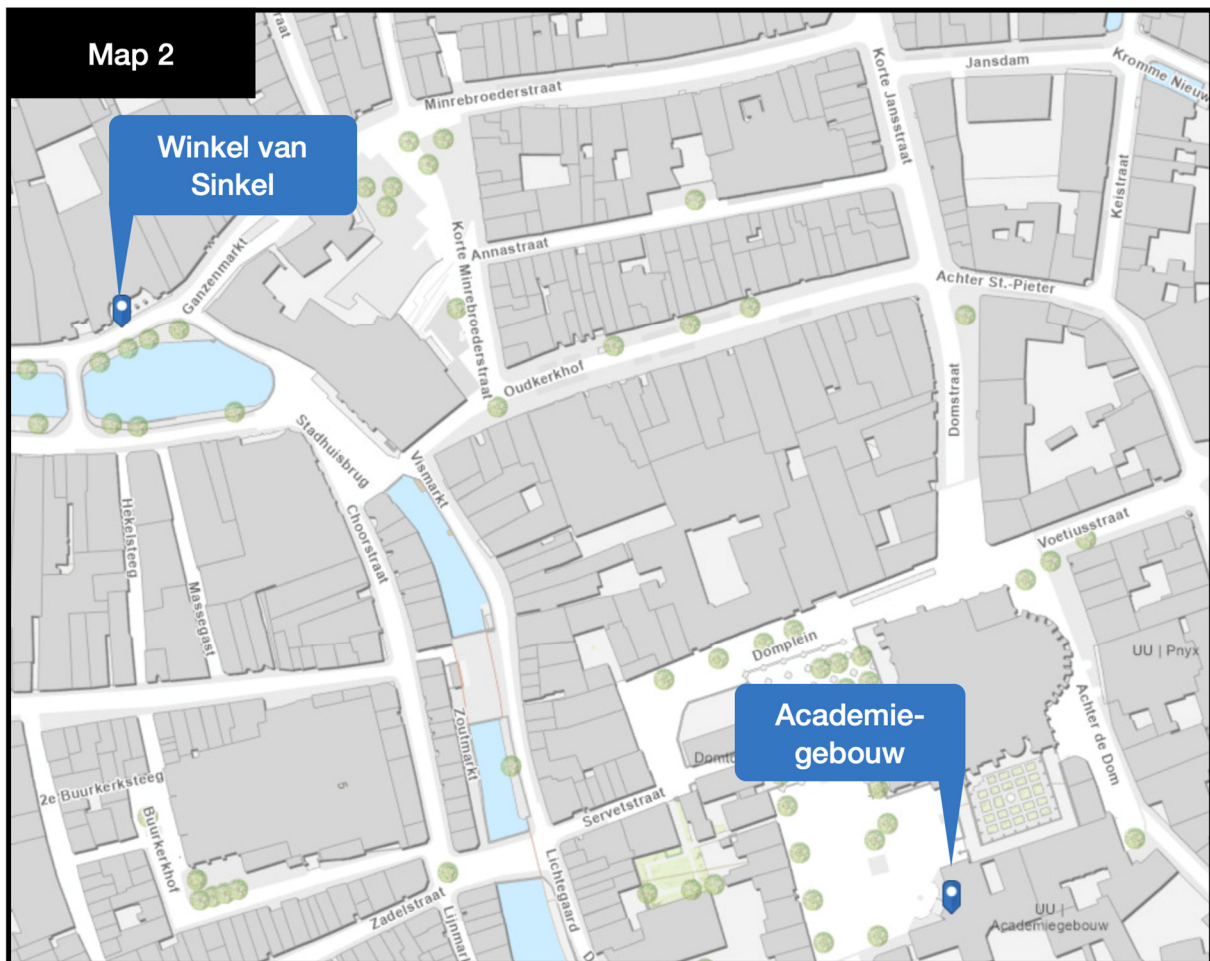 Map 2
Winkel van
Sinkel
Minrebroederstraat
Korte Jansstraat
Jansdam
Kromme Nieuw
Keistraat
Ganzenmarkt
Korte Minrebroederstraat
Annastraat
Achter St.-Pieter
Oudkerkhof
Domstraat
Stadhuisbrug
Vismarkt
Choorstraat
Hekelsteeg
Massegast
Voetiusstraat
Domplein
UU | Pnyx
Academie-
gebouw
Achter de Dom
Zoutmarkt
2e Buurkerksteeg
Buurkerkhof
Servetstraat
Lichtegaard
Zadelstraat
UU |
Academiegebouw